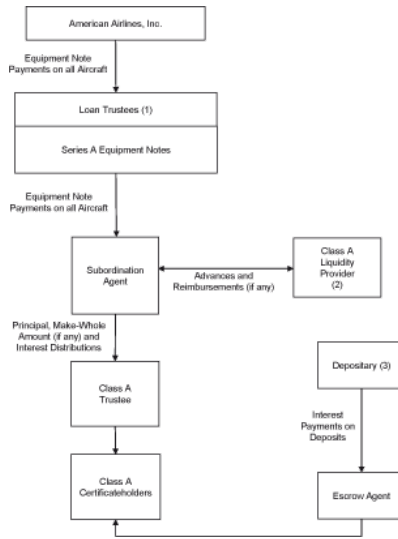 American Airlines, Inc.
Equipment Note
Payments on all Aircraft
Loan Trustees (1)
Series A Equipment Notes
Equipment Note
Payments on all Aircraft
Subordination
Agent
Advances and
Reimbursements (if any)
Class A
Liquidity
Provider
(2)
Principal, Make-Whole
Amount (if any) and
Interest Distributions
Class A
Trustee
Depositary (3)
Interest
Payments on
Deposits
Class A
Certificateholders
Escrow Agent